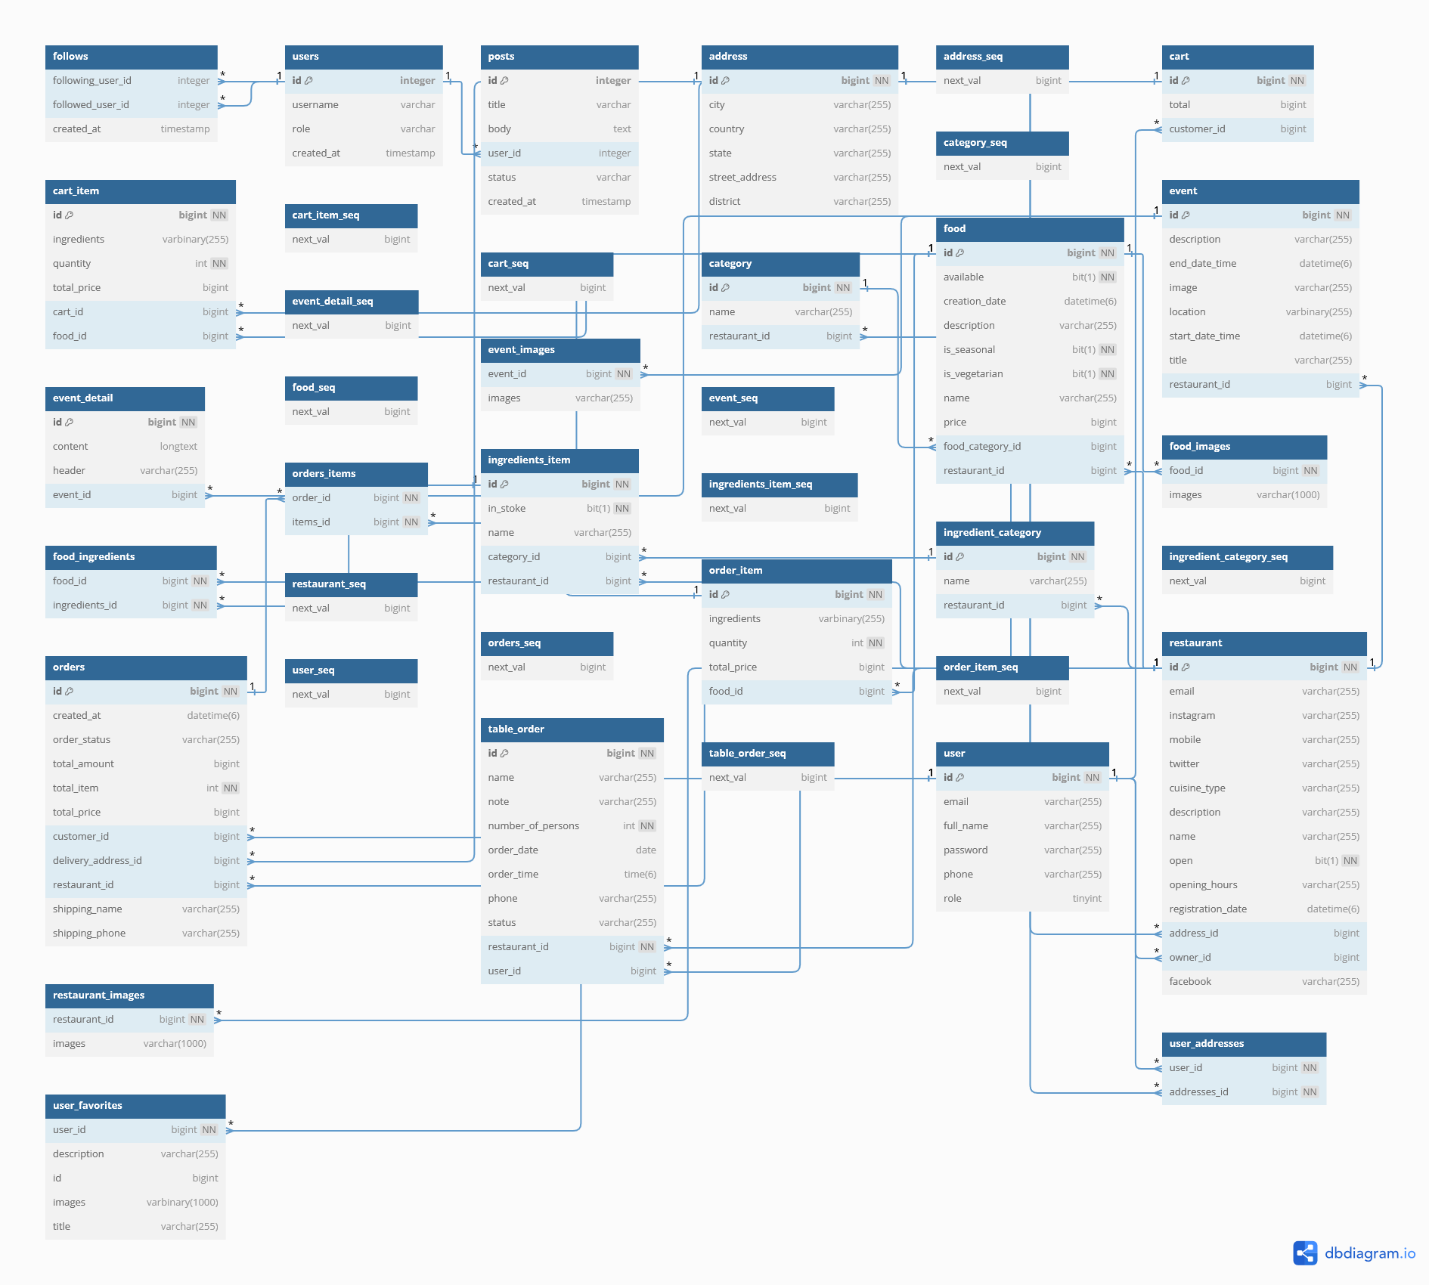 follows
following_user_id integer
followed_user_id integer
created_at timestamp
users
id integer
username varchar
role varchar
created_at timestamp
posts
id integer
title varchar
body text
user_id integer
status varchar
created_at timestamp
address
id bigint NN
city varchar(255)
country varchar(255)
state varchar(255)
street_address varchar(255)
district varchar(255)
address_seq
next_val bigint
category_seq
next_val bigint
cart
id bigint NN
total bigint
customer_id bigint
cart_item
id bigint NN
ingredients varbinary(255)
quantity int NN
total_price bigint
cart_id bigint
food_id bigint
cart_item_seq
next_val bigint
event_detail_seq
next_val bigint
cart_seq
next_val bigint
category
id bigint NN
name varchar(255)
restaurant_id bigint
food
id bigint NN
available bit(1) NN
creation_date datetime(6)
description varchar(255)
is_seasonal bit(1) NN
is_vegetarian bit(1) NN
name varchar(255)
price bigint
food_category_id bigint
restaurant_id bigint
event
id bigint NN
description varchar(255)
end_date_time datetime(6)
image varchar(255)
location varbinary(255)
start_date_time datetime(6)
title varchar(255)
restaurant_id bigint
event_images
event_id bigint NN
images varchar(255)
event_detail
id bigint NN
content longtext
header varchar(255)
event_id bigint
food_seq
next_val bigint
event_seq
next_val bigint
food_images
food_id bigint NN
images varchar(1000)
orders_items
order_id bigint NN
items_id bigint NN
ingredients_item
id bigint NN
in_stoke bit(1) NN
name varchar(255)
category_id bigint
restaurant_id bigint
ingredients_item_seq
next_val bigint
ingredient_category
id bigint NN
name varchar(255)
restaurant_id bigint
ingredient_category_seq
next_val bigint
food_ingredients
food_id bigint NN
ingredients_id bigint NN
restaurant_seq
next_val bigint
order_item
id bigint NN
ingredients varbinary(255)
quantity int NN
total_price bigint
food_id bigint
orders_seq
next_val bigint
order_item_seq
next_val bigint
restaurant
id bigint NN
email varchar(255)
instagram varchar(255)
mobile varchar(255)
twitter varchar(255)
cuisine_type varchar(255)
description varchar(255)
name varchar(255)
open bit(1) NN
opening_hours varchar(255)
registration_date datetime(6)
address_id bigint
owner_id bigint
facebook varchar(255)
orders
id bigint NN
created_at datetime(6)
order_status varchar(255)
total_amount bigint
total_item int NN
total_price bigint
customer_id bigint
delivery_address_id bigint
restaurant_id bigint
shipping_name varchar(255)
shipping_phone varchar(255)
user_seq
next_val bigint
table_order
id bigint NN
name varchar(255)
note varchar(255)
number_of_persons int NN
order_date date
order_time time(6)
phone varchar(255)
status varchar(255)
restaurant_id bigint NN
user_id bigint
table_order_seq
next_val bigint
user
id bigint NN
email varchar(255)
full_name varchar(255)
password varchar(255)
phone varchar(255)
role tinyint
restaurant_images
restaurant_id bigint NN
images varchar(1000)
user_addresses
user_id bigint NN
addresses_id bigint NN
user_favorites
user_id bigint NN
description varchar(255)
id bigint
images varbinary(1000)
title varchar(255)
dbdiagram.io